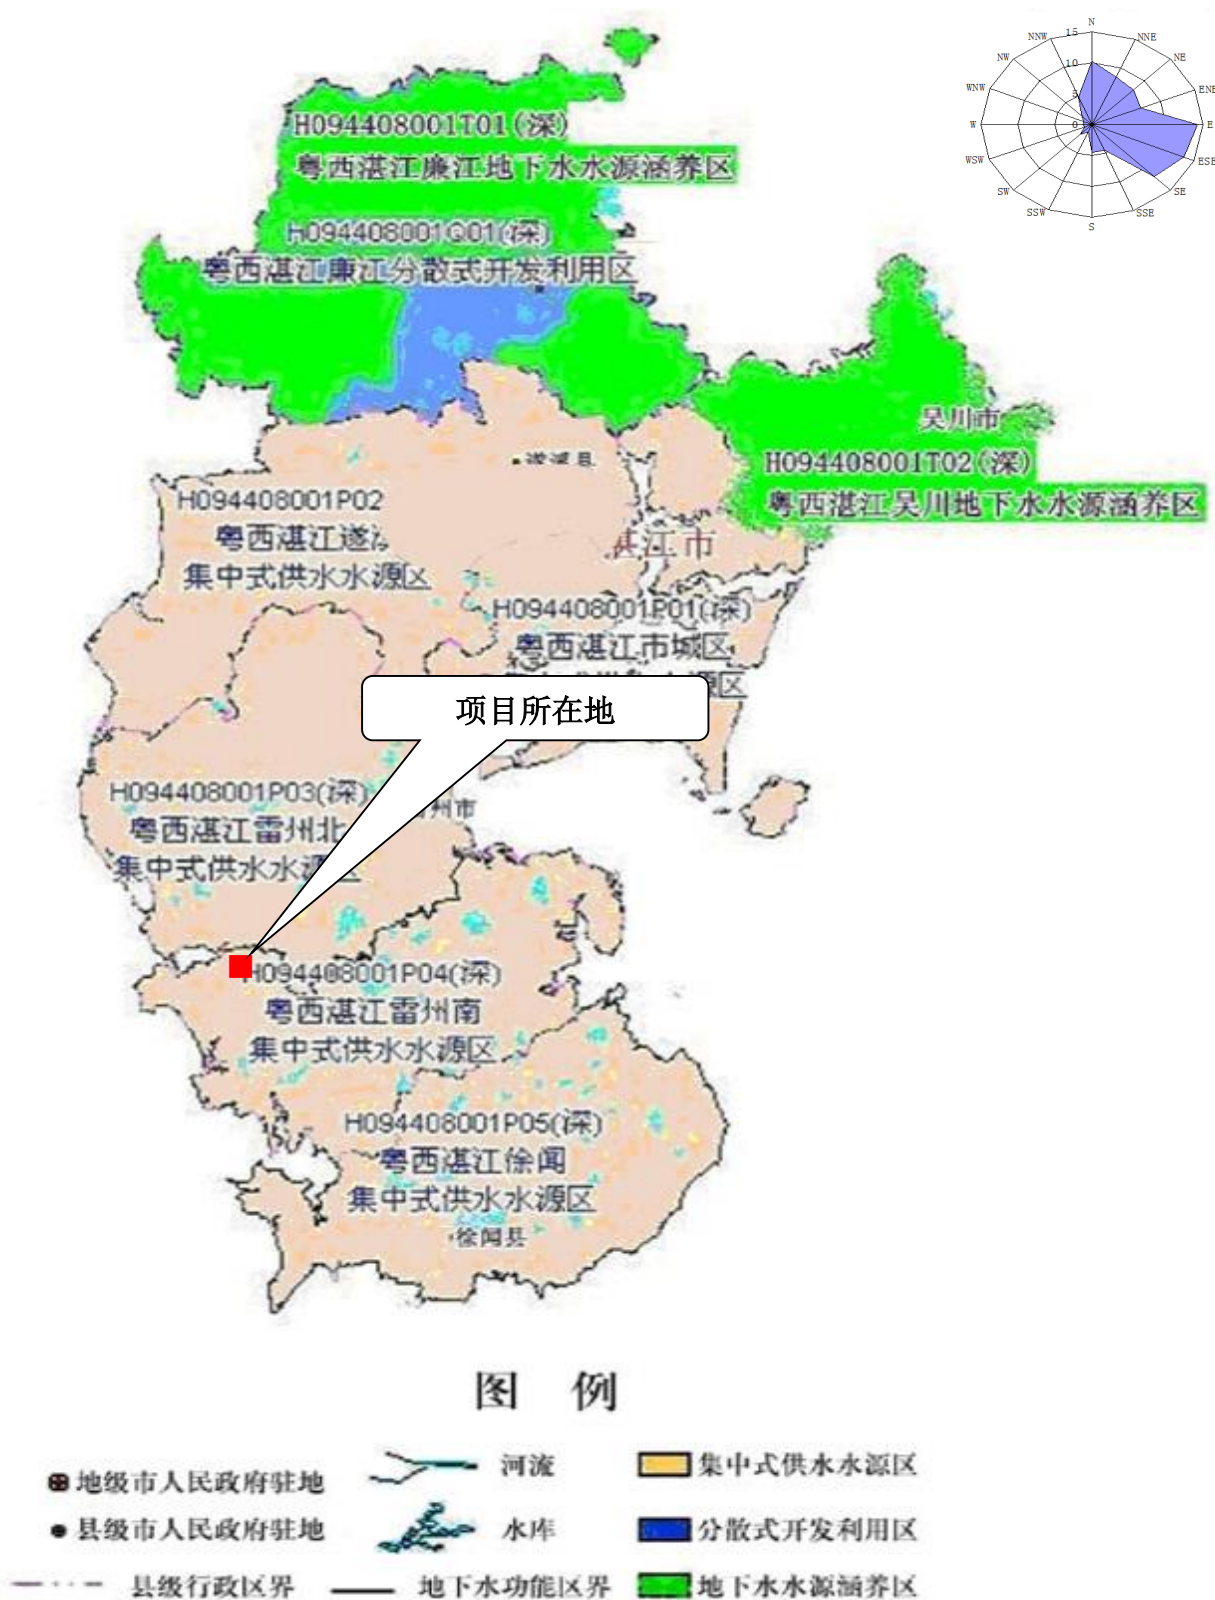 N
NNE
NE
ENE
E
ESE
SE
SSE
S
SSW
SW
WSW
W
WNW
NW
NNW
15
10
5
0
H094408001T01(深)
粤西湛江廉江地下水水源涵养区
H094408001Q01(深)
粤西湛江廉江分散式开发利用区
吴川市
H094408001T02(深)
粤西湛江吴川地下水水源涵养区
遂溪县
H094408001P02
粤西湛江遂
集中式供水水源区
湛江市
H094408001P01(深)
粤西湛江市城区
源区
项目所在地
H094408001P03(深)
粤西湛江雷州北
集中式供水水源区
州市
H094408001P04(深)
粤西湛江雷州南
集中式供水水源区
H094408001P05(深)
粤西湛江徐闻
集中式供水水源区
徐闻县
图 例
地级市人民政府驻地
河流
集中式供水水源区
县级市人民政府驻地
水库
分散式开发利用区
县级行政区界
地下水功能区界
地下水水源涵养区